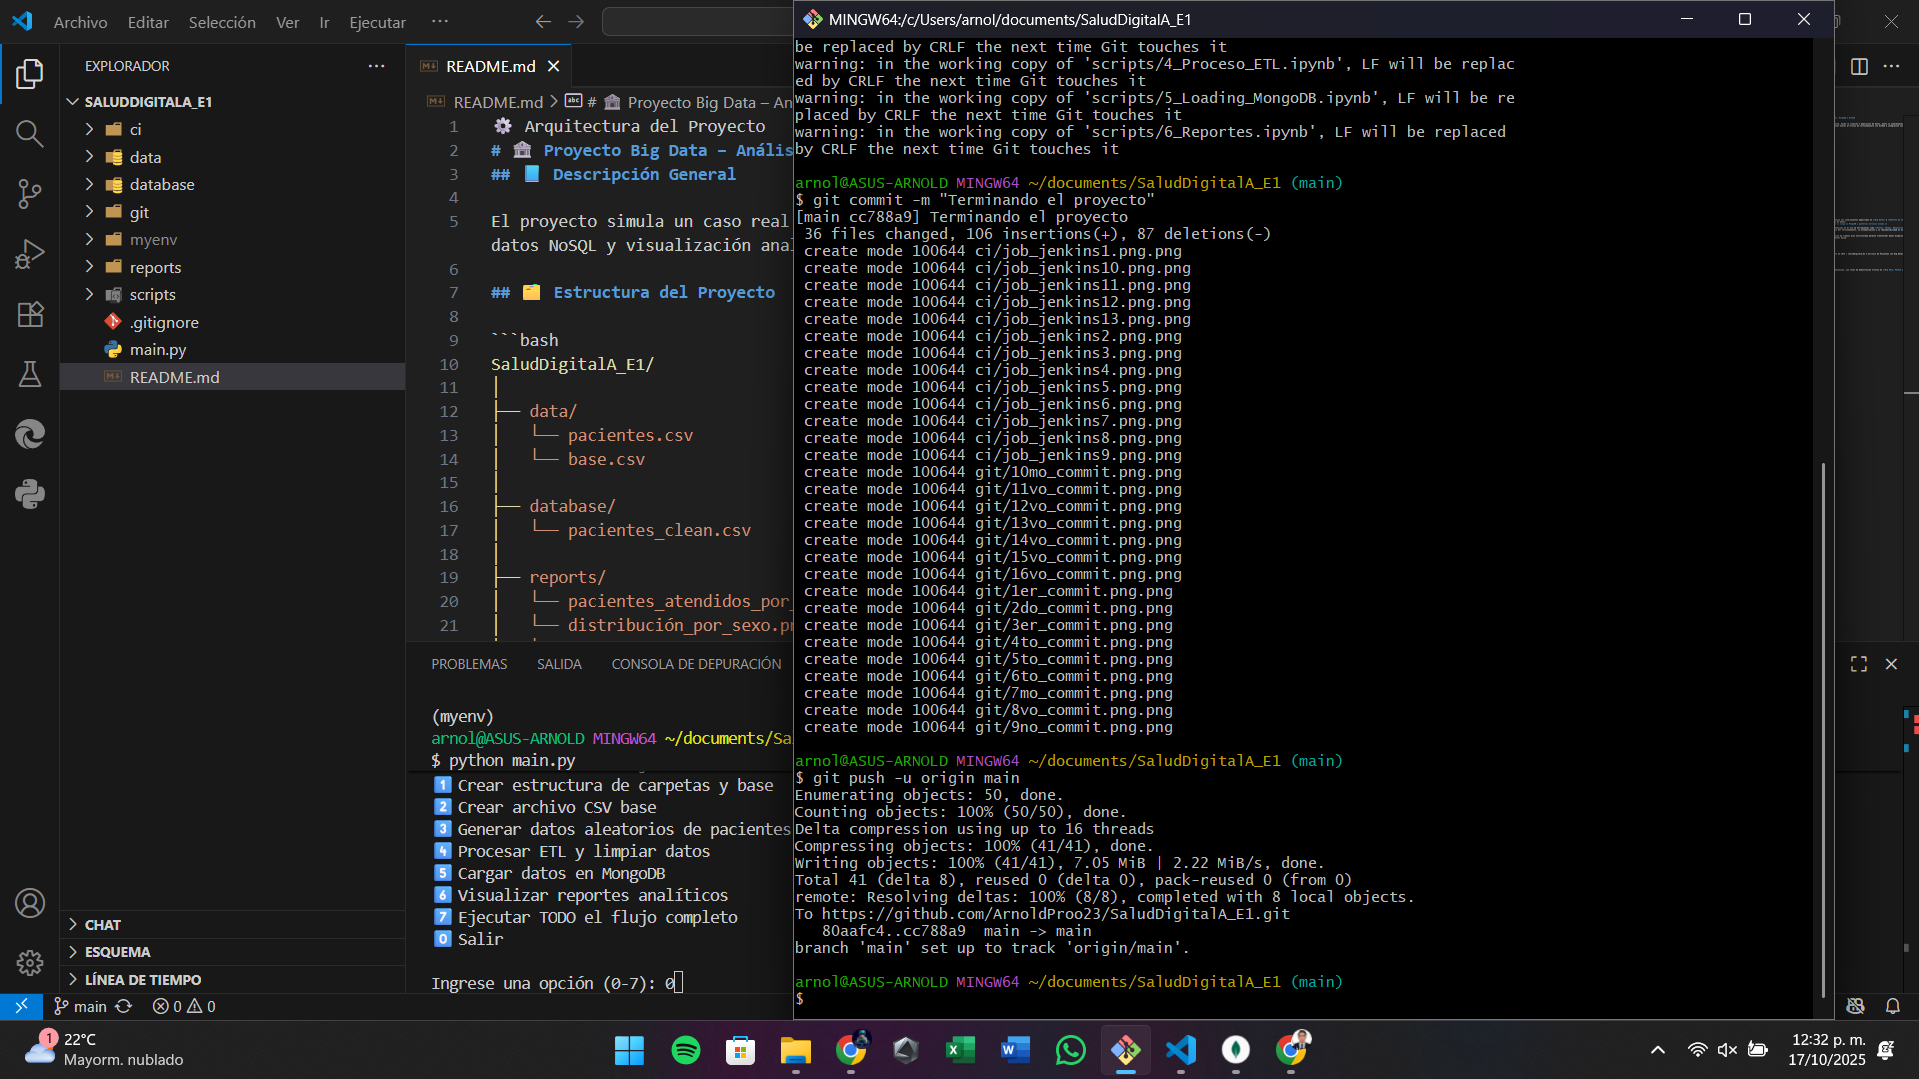 Archivo Editar Selección Ver Ir Ejecutar ···
EXPLORADOR
SALUDDIGITALA_E1
ci
data
database
git
myenv
reports
scripts
.gitignore
main.py
README.md
CHAT
ESQUEMA
LÍNEA DE TIEMPO
main 0 0
README.md
README.md > # 🏛 Proyecto Big Data – An
1 ⚙ Arquitectura del Proyecto
2 # 🏛 Proyecto Big Data – Anális
3 ## 📘 Descripción General
4
5 El proyecto simula un caso real
datos NoSQL y visualización ana
6
7 ## 🗂 Estructura del Proyecto
8
9 ```bash
10 SaludDigitalA_E1/
11 │
12 ├── data/
13 │   └── pacientes.csv
14 │   └── base.csv
15 │
16 ├── database/
17 │   └── pacientes_clean.csv
18 │
19 ├── reports/
20 │   └── pacientes_atendidos_por_
21 │   └── distribución_por_sexo.pn
PROBLEMAS SALIDA CONSOLA DE DEPURACIÓN
(myenv)
arnol@ASUS-ARNOLD MINGW64 ~/documents/Sa
$ python main.py
1 Crear estructura de carpetas y base
2 Crear archivo CSV base
3 Generar datos aleatorios de pacientes
4 Procesar ETL y limpiar datos
5 Cargar datos en MongoDB
6 Visualizar reportes analíticos
7 Ejecutar TODO el flujo completo
0 Salir
Ingrese una opción (0-7): 0
MINGW64:/c/Users/arnol/documents/SaludDigitalA_E1
be replaced by CRLF the next time Git touches it
warning: in the working copy of 'scripts/4_Proceso_ETL.ipynb', LF will be replac
ed by CRLF the next time Git touches it
warning: in the working copy of 'scripts/5_Loading_MongoDB.ipynb', LF will be re
placed by CRLF the next time Git touches it
warning: in the working copy of 'scripts/6_Reportes.ipynb', LF will be replaced
by CRLF the next time Git touches it
arnol@ASUS-ARNOLD MINGW64 ~/documents/SaludDigitalA_E1 (main)
$ git commit -m "Terminando el proyecto"
[main cc788a9] Terminando el proyecto
36 files changed, 106 insertions(+), 87 deletions(-)
create mode 100644 ci/job_jenkins1.png.png
create mode 100644 ci/job_jenkins10.png.png
create mode 100644 ci/job_jenkins11.png.png
create mode 100644 ci/job_jenkins12.png.png
create mode 100644 ci/job_jenkins13.png.png
create mode 100644 ci/job_jenkins2.png.png
create mode 100644 ci/job_jenkins3.png.png
create mode 100644 ci/job_jenkins4.png.png
create mode 100644 ci/job_jenkins5.png.png
create mode 100644 ci/job_jenkins6.png.png
create mode 100644 ci/job_jenkins7.png.png
create mode 100644 ci/job_jenkins8.png.png
create mode 100644 ci/job_jenkins9.png.png
create mode 100644 git/10mo_commit.png.png
create mode 100644 git/11vo_commit.png.png
create mode 100644 git/12vo_commit.png.png
create mode 100644 git/13vo_commit.png.png
create mode 100644 git/14vo_commit.png.png
create mode 100644 git/15vo_commit.png.png
create mode 100644 git/16vo_commit.png.png
create mode 100644 git/1er_commit.png.png
create mode 100644 git/2do_commit.png.png
create mode 100644 git/3er_commit.png.png
create mode 100644 git/4to_commit.png.png
create mode 100644 git/5to_commit.png.png
create mode 100644 git/6to_commit.png.png
create mode 100644 git/7mo_commit.png.png
create mode 100644 git/8vo_commit.png.png
create mode 100644 git/9no_commit.png.png
arnol@ASUS-ARNOLD MINGW64 ~/documents/SaludDigitalA_E1 (main)
$ git push -u origin main
Enumerating objects: 50, done.
Counting objects: 100% (50/50), done.
Delta compression using up to 16 threads
Compressing objects: 100% (41/41), done.
Writing objects: 100% (41/41), 7.05 MiB | 2.22 MiB/s, done.
Total 41 (delta 8), reused 0 (delta 0), pack-reused 0 (from 0)
remote: Resolving deltas: 100% (8/8), completed with 8 local objects.
To https://github.com/ArnoldProo23/SaludDigitalA_E1.git
80aafc4..cc788a9  main -> main
branch 'main' set up to track 'origin/main'.
arnol@ASUS-ARNOLD MINGW64 ~/documents/SaludDigitalA_E1 (main)
$
1
22°C
Mayorm. nublado
12:32 p. m.
17/10/2025